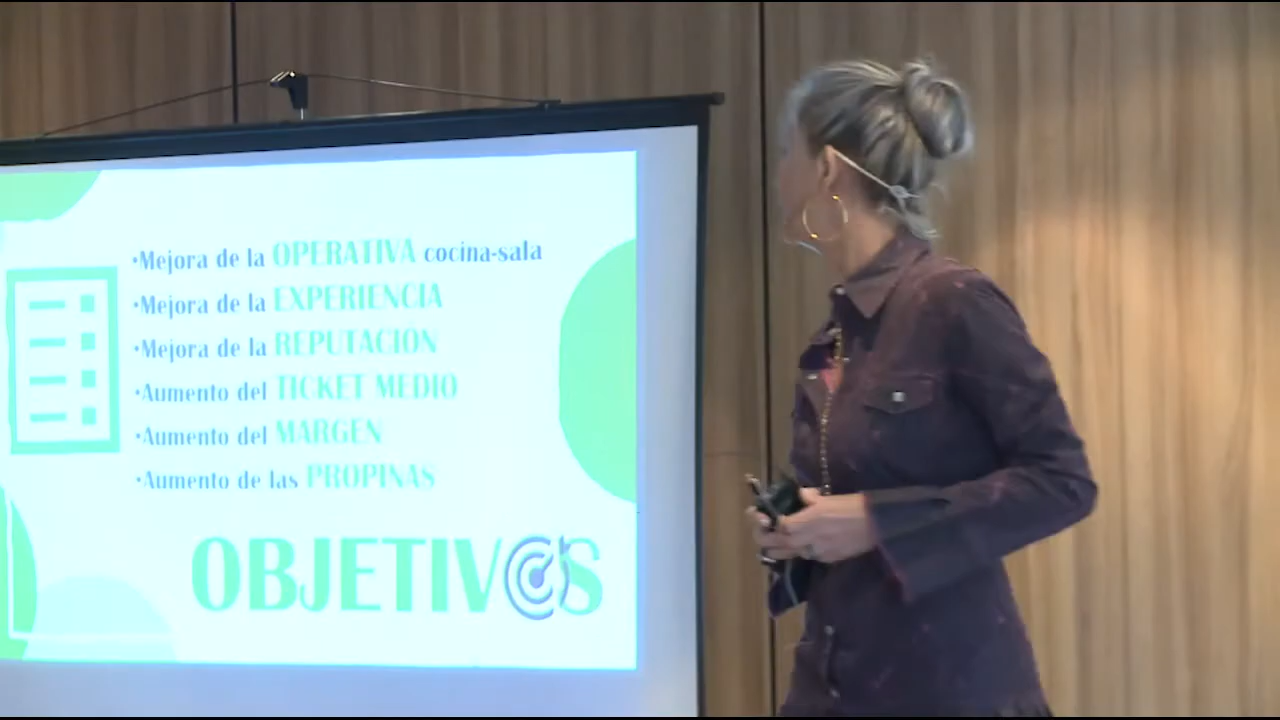 •Mejora de la OPERATIVA cocina-sala
•Mejora de la EXPERIENCIA
•Mejora de la REPUTACIÓN
•Aumento del TICKET MEDIO
•Aumento del MARGEN
•Aumento de las PROPINAS
OBJETIVOS